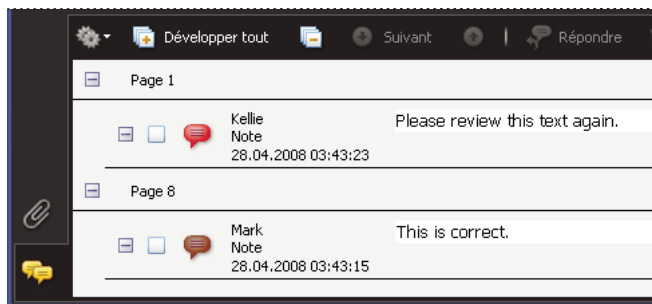 Développer tout Suivant Répondre
Page 1
Kellie Please review this text again.
Note
28.04.2008 03:43:23
Page 8
Mark This is correct.
Note
28.04.2008 03:43:15